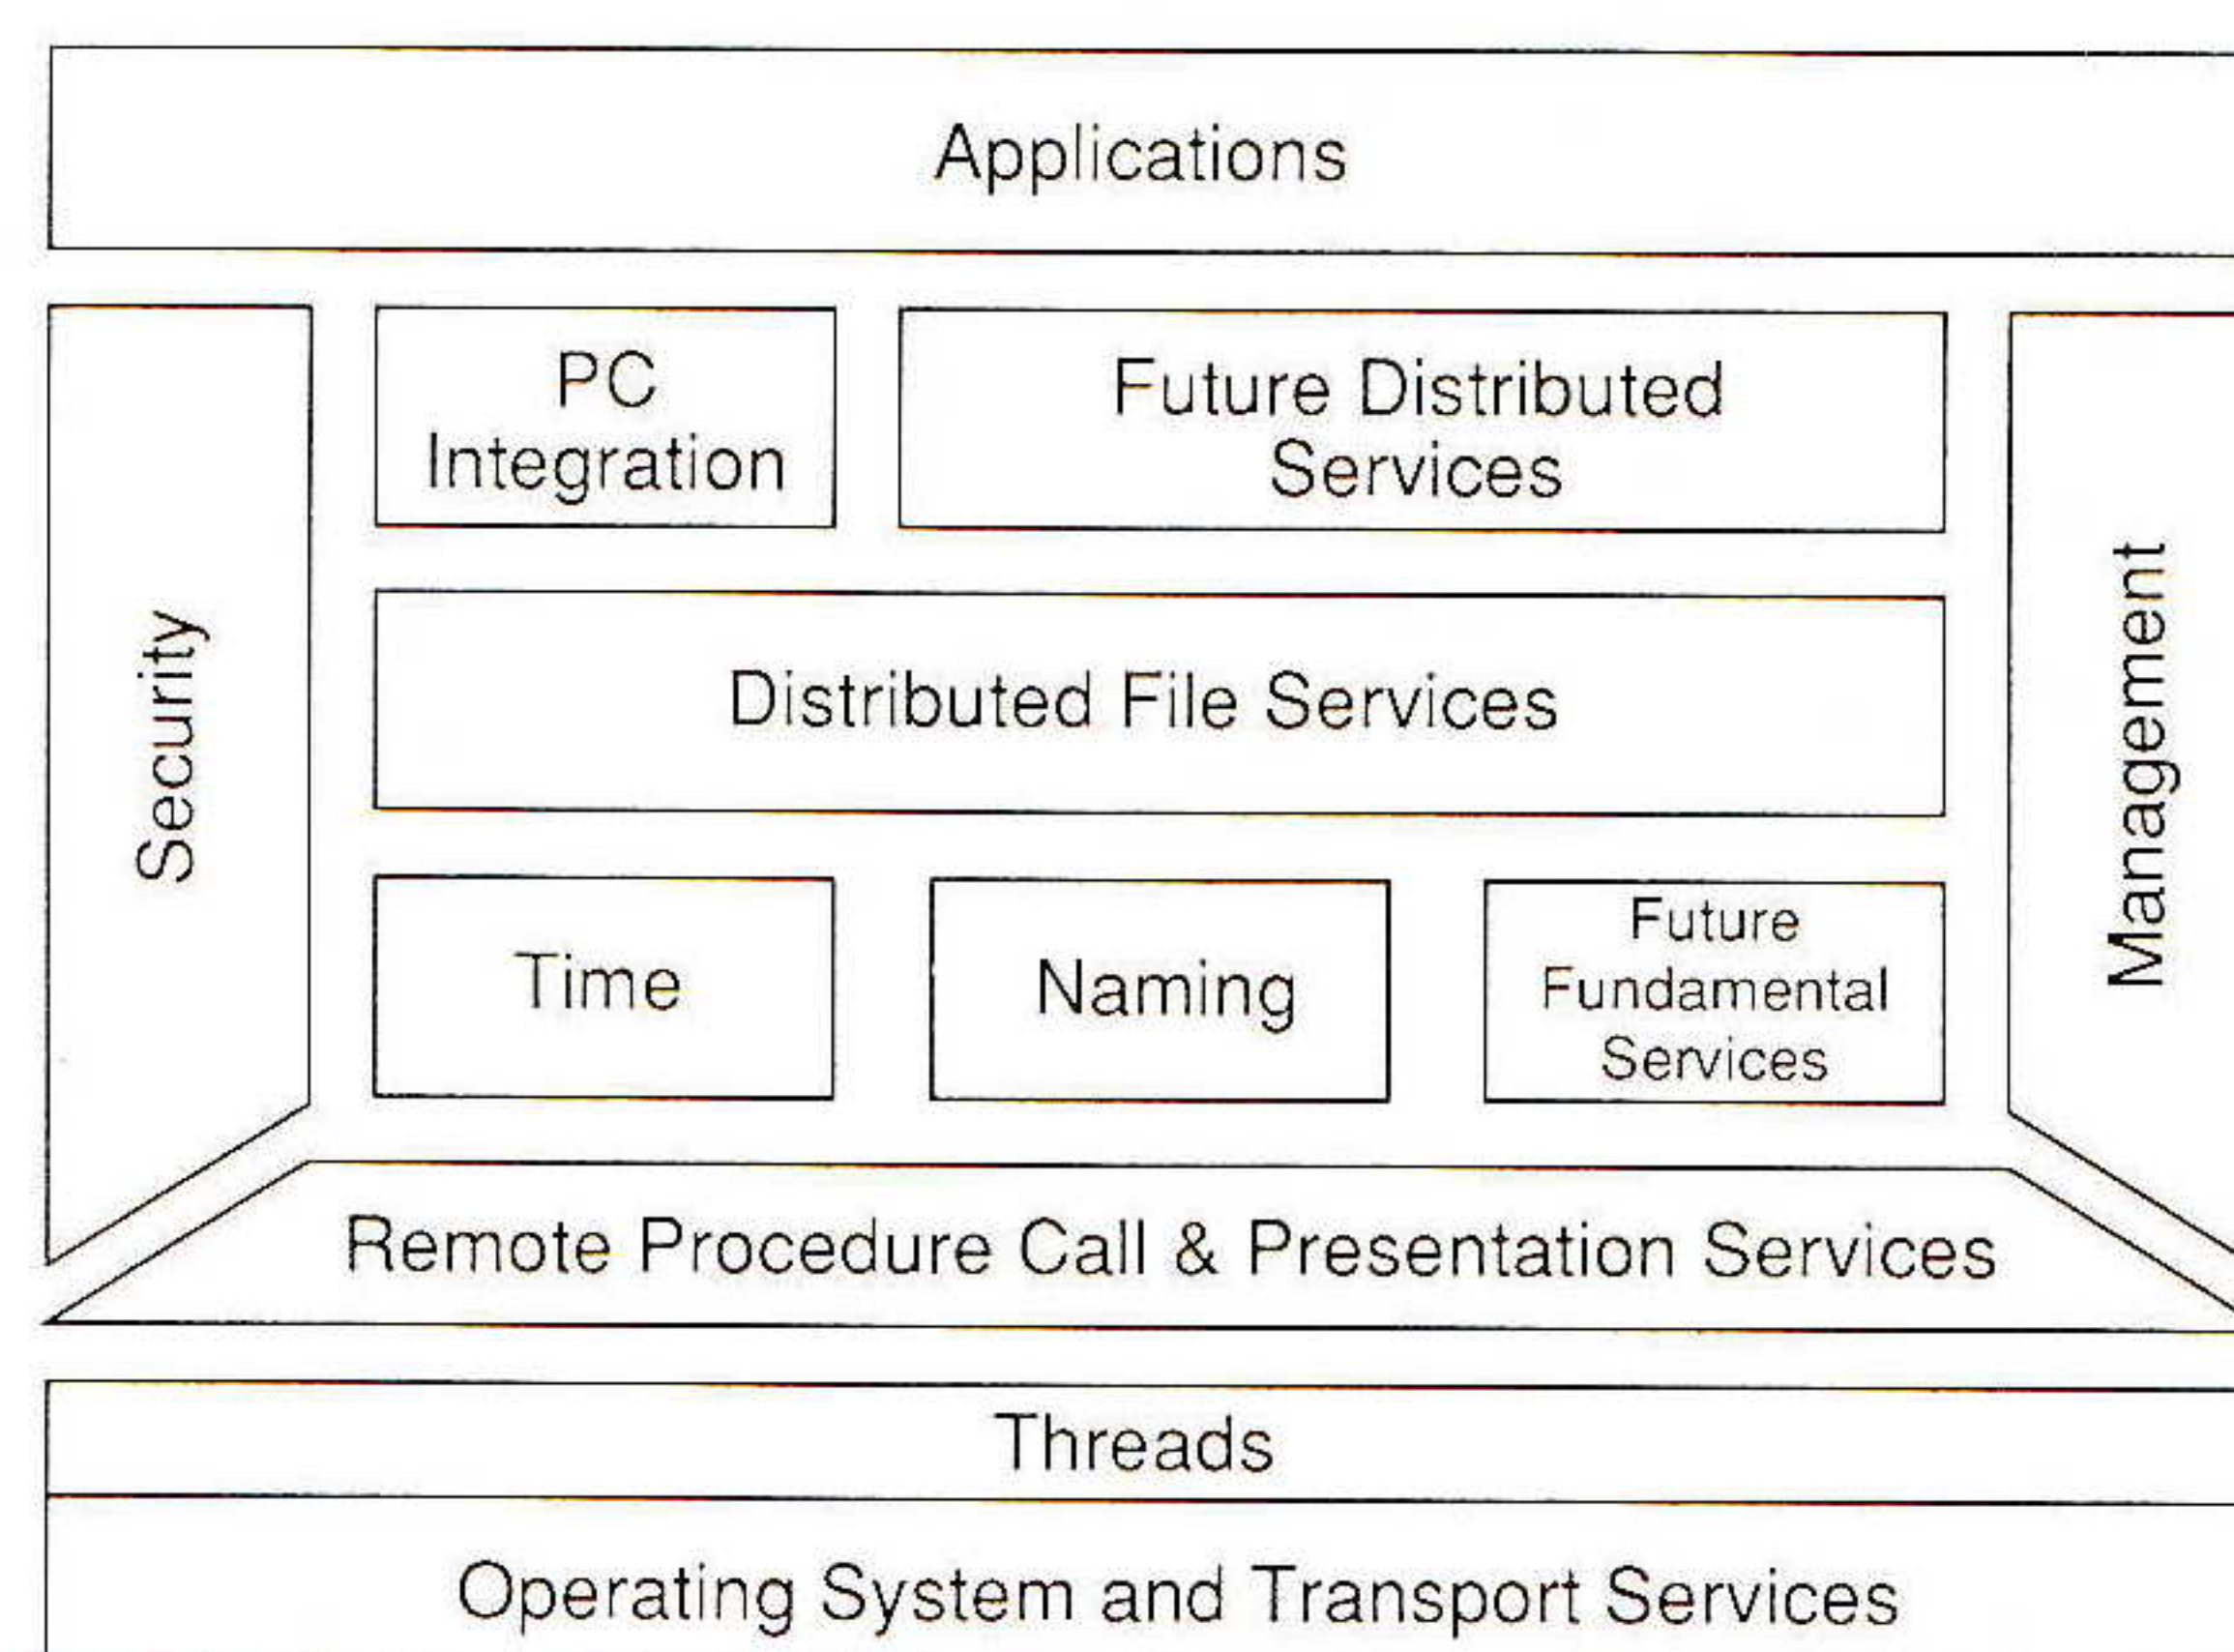 Applications
PC
Integration
Future Distributed
Services
Security
Distributed File Services
Management
Time
Naming
Future
Fundamental
Services
Remote Procedure Call & Presentation Services
Threads
Operating System and Transport Services